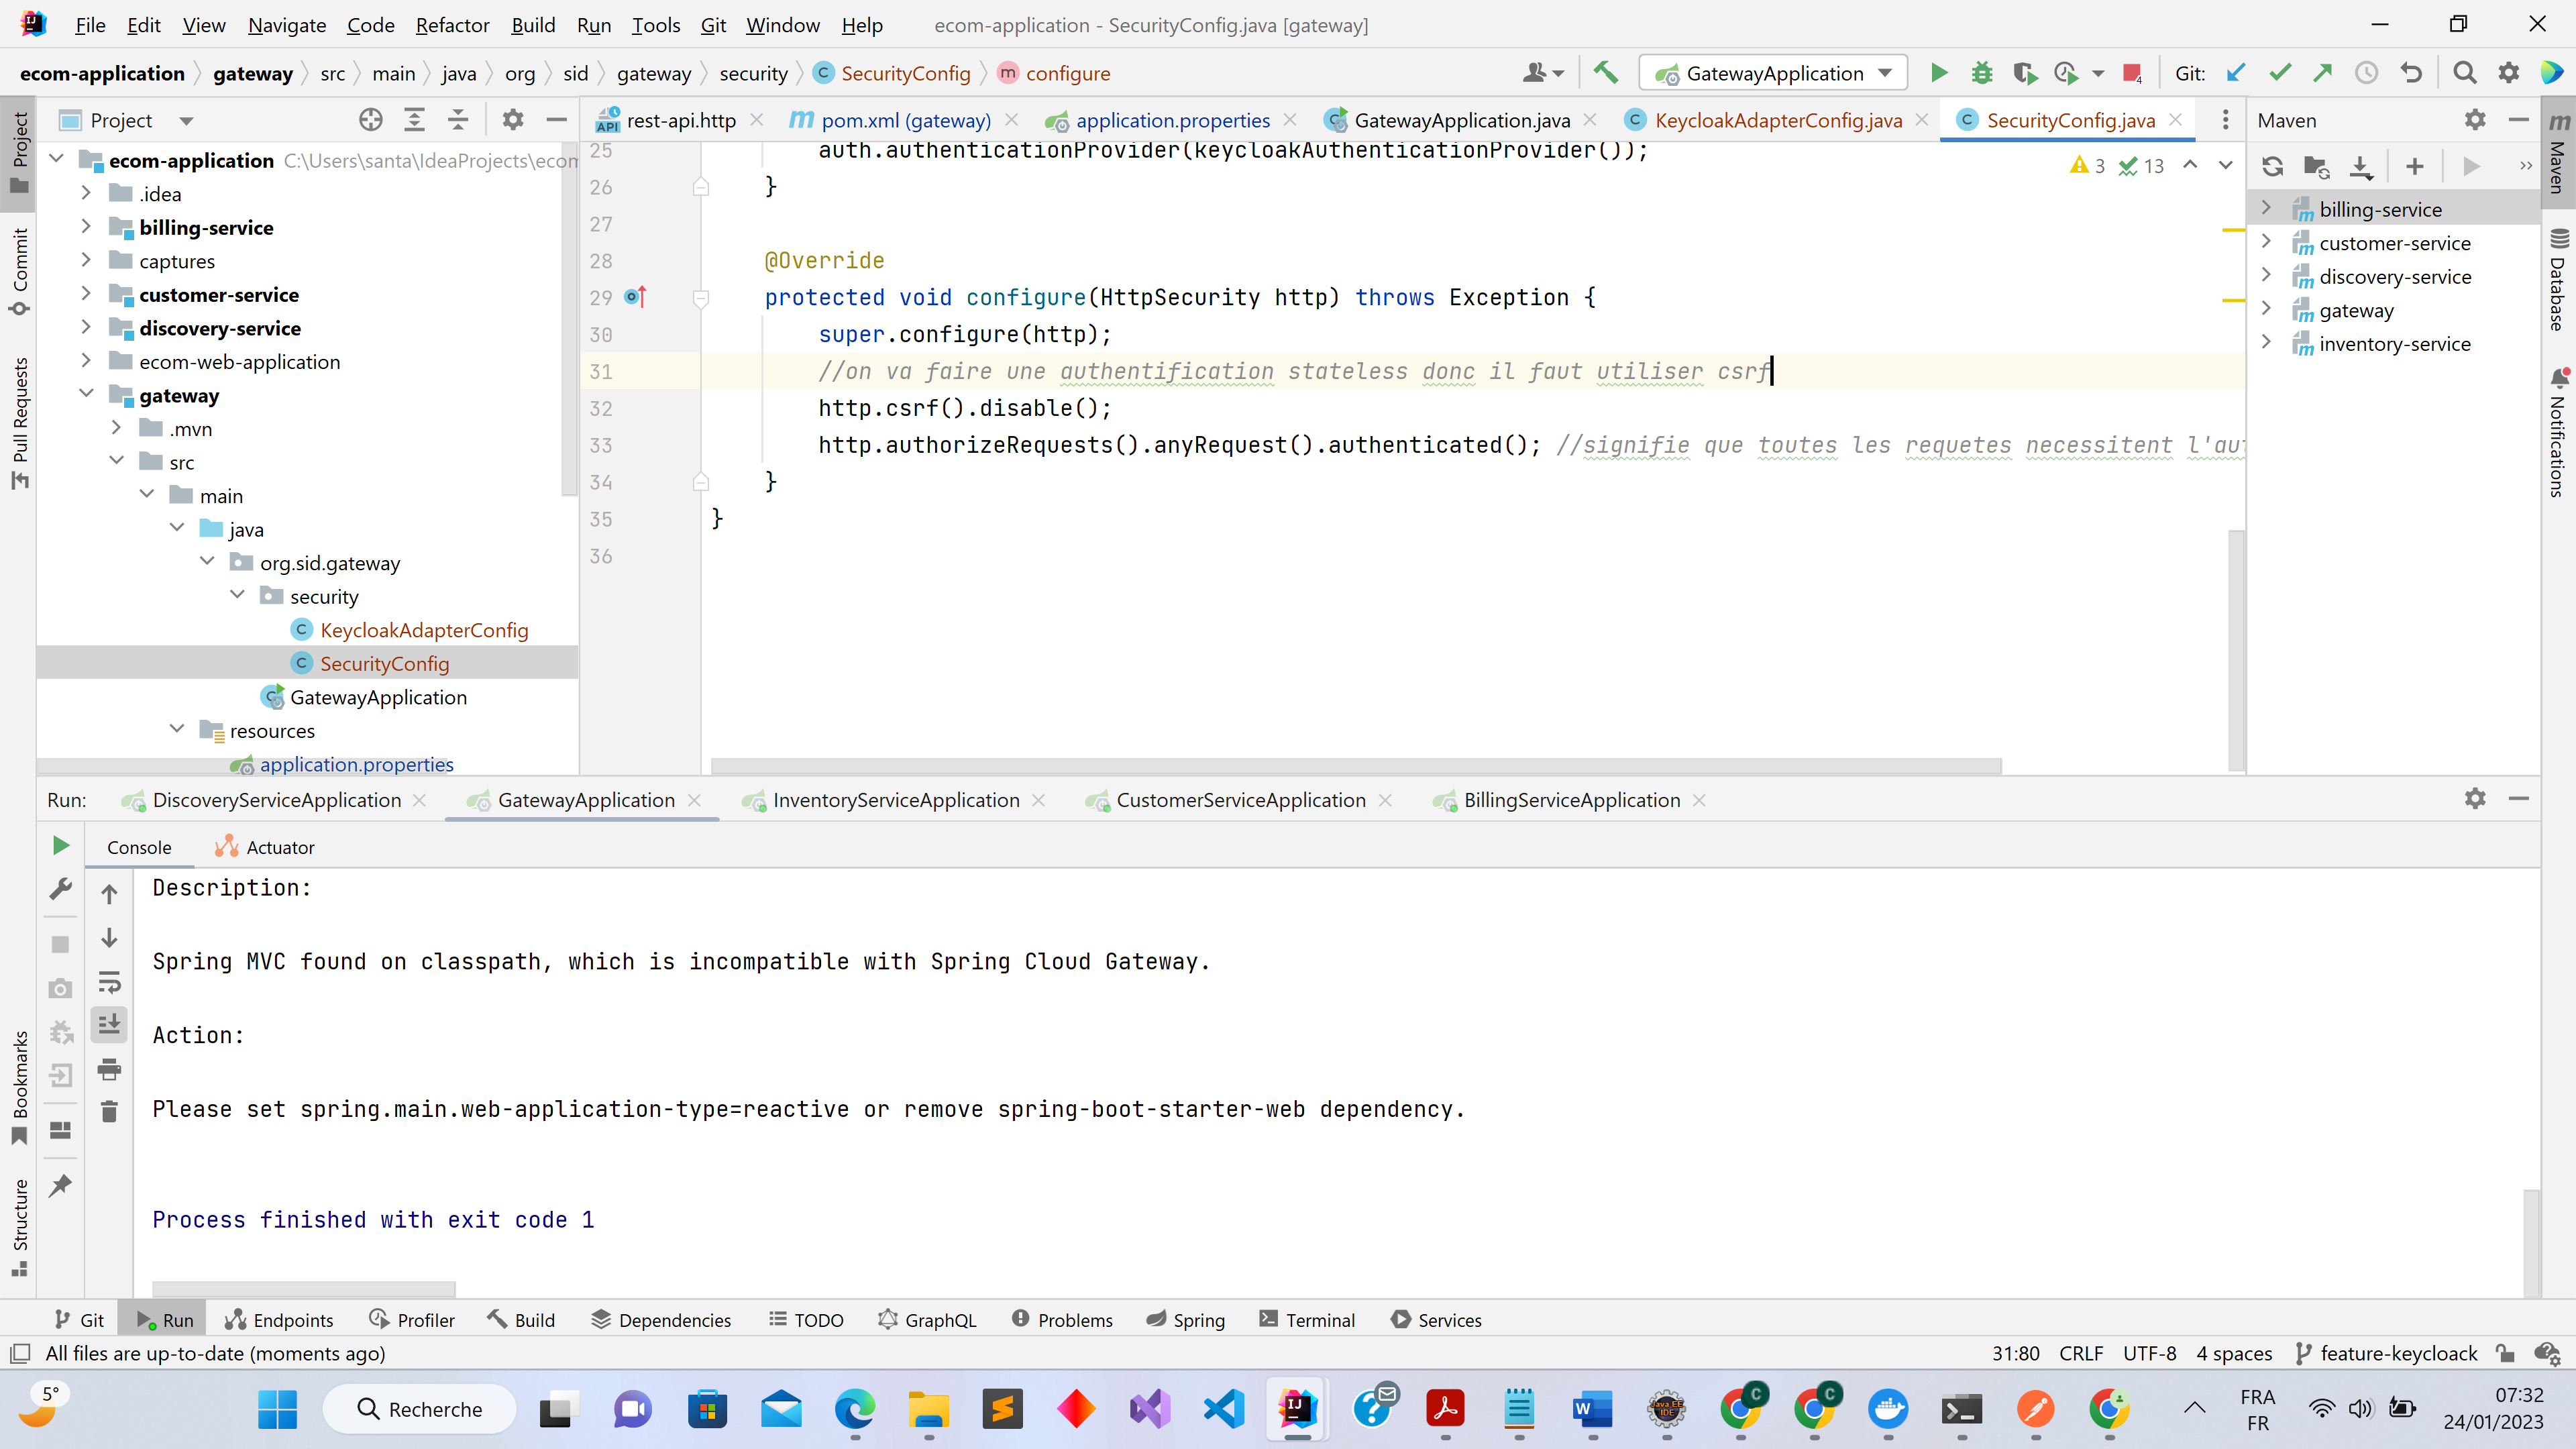 File Edit View Navigate Code Refactor Build Run Tools Git Window Help ecom-application - SecurityConfig.java [gateway]
ecom-application gateway src main java org sid gateway security SecurityConfig configure GatewayApplication Git:
Project
rest-api.http pom.xml (gateway) application.properties GatewayApplication.java KeycloakAdapterConfig.java SecurityConfig.java
Maven
ecom-application C:\Users\santa\IdeaProjects\ecom
.idea
billing-service
captures
customer-service
discovery-service
ecom-web-application
gateway
.mvn
src
main
java
org.sid.gateway
security
KeycloakAdapterConfig
SecurityConfig
GatewayApplication
resources
application.properties
25 auth.authenticationProvider(keycloakAuthenticationProvider());
26 }
27
28 @Override
29 protected void configure(HttpSecurity http) throws Exception {
30 super.configure(http);
31 //on va faire une authentification stateless donc il faut utiliser csrf
32 http.csrf().disable();
33 http.authorizeRequests().anyRequest().authenticated(); //signifie que toutes les requetes necessitent l'au
34 }
35 }
36
3 13
billing-service
customer-service
discovery-service
gateway
inventory-service
Project
Commit
Pull Requests
Bookmarks
Structure
Maven
Database
Notifications
Run: DiscoveryServiceApplication GatewayApplication InventoryServiceApplication CustomerServiceApplication BillingServiceApplication
Console Actuator
Description:
Spring MVC found on classpath, which is incompatible with Spring Cloud Gateway.
Action:
Please set spring.main.web-application-type=reactive or remove spring-boot-starter-web dependency.
Process finished with exit code 1
Git Run Endpoints Profiler Build Dependencies TODO GraphQL Problems Spring Terminal Services
All files are up-to-date (moments ago) 31:80 CRLF UTF-8 4 spaces feature-keycloack
5° Recherche FRA 07:32
FR 24/01/2023